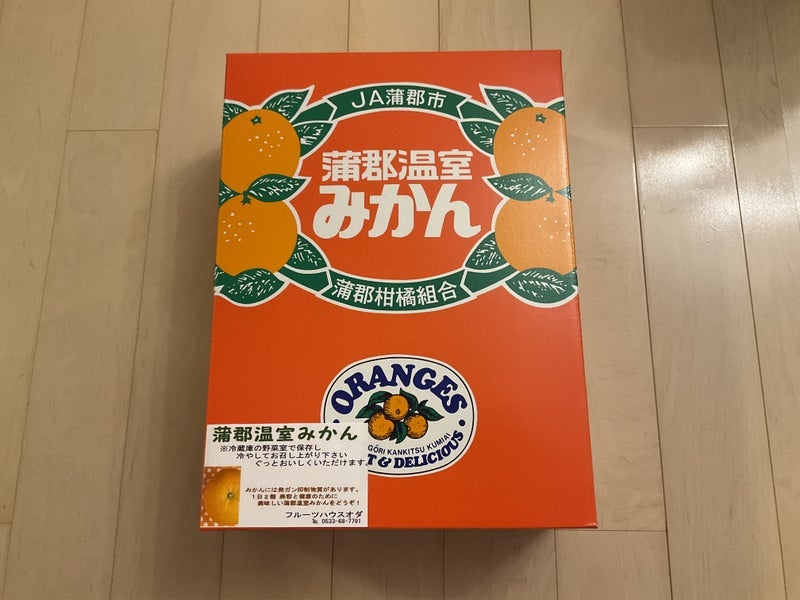 JA蒲郡市
蒲郡温室
みかん
蒲郡柑橘組合
ORANGES
GÖRI KANKITSU KUMIAI
T & DELICIOUS
蒲郡温室みかん
※冷蔵庫の野菜室で保存し
冷やしてお召し上がり下さい
ぐっとおいしくいただけます
みかんには発ガン抑制物質があります。
1日2個 美容と健康のために
美味しい蒲郡温室みかんをどうぞ!
フルーツハウスオダ
℡ 0533-68-7791